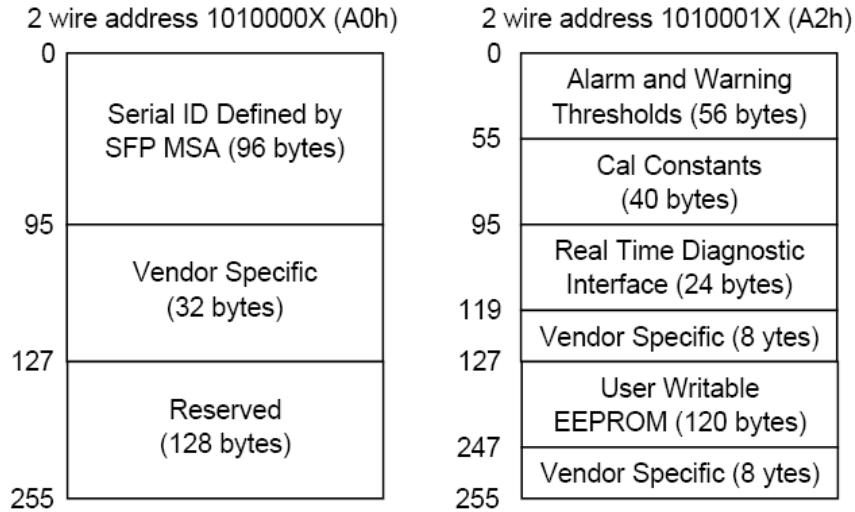 2 wire address 1010000X (A0h)
0
Serial ID Defined by
SFP MSA (96 bytes)
95
Vendor Specific
(32 bytes)
127
Reserved
(128 bytes)
255
2 wire address 1010001X (A2h)
0
Alarm and Warning
Thresholds (56 bytes)
55
Cal Constants
(40 bytes)
95
Real Time Diagnostic
Interface (24 bytes)
119
Vendor Specific (8 ytes)
127
User Writable
EEPROM (120 bytes)
247
Vendor Specific (8 ytes)
255